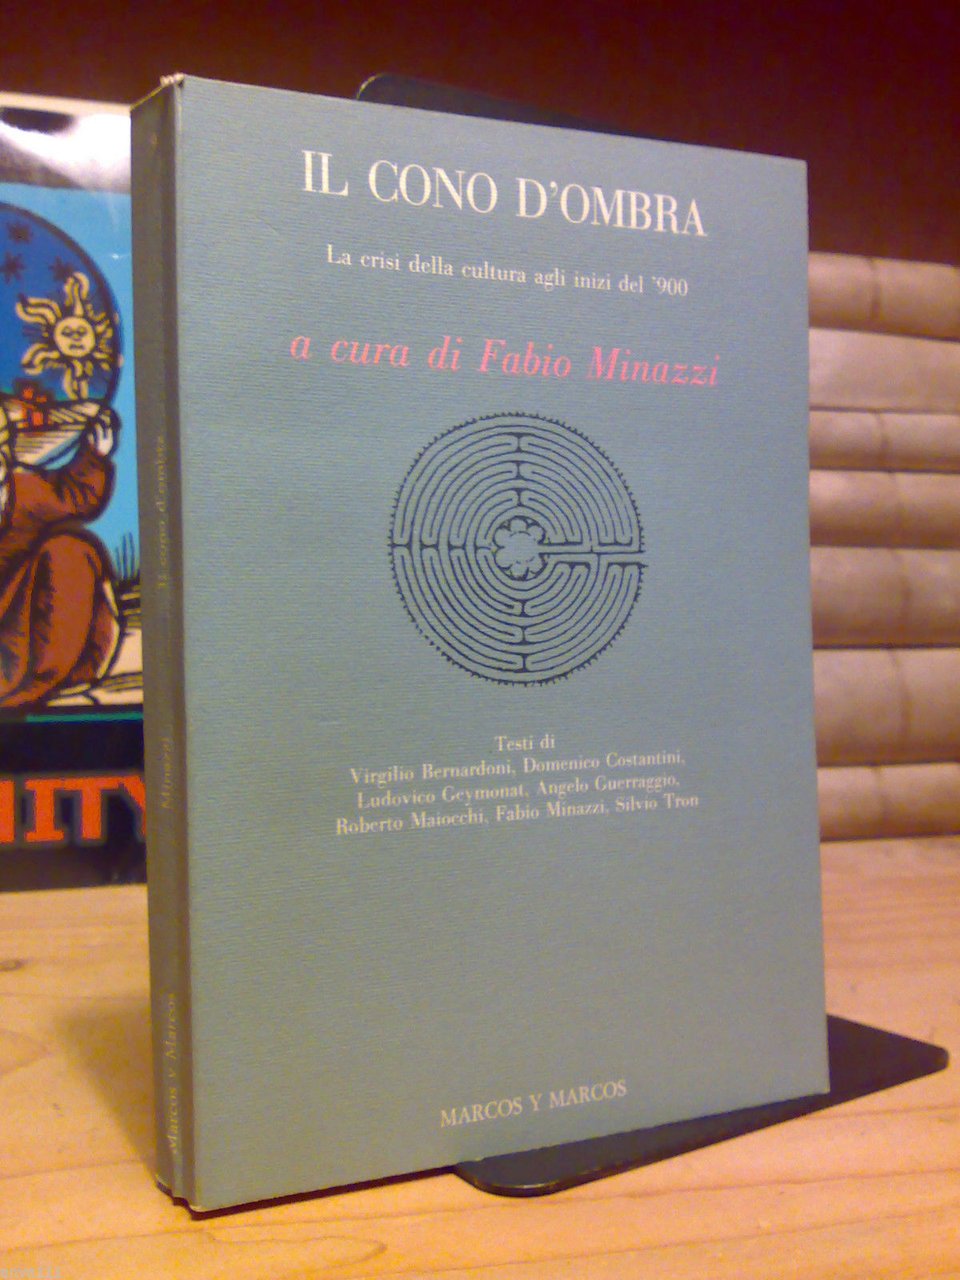 IL CONO D'OMBRA
La crisi della cultura agli inizi del '900
a cura di Fabio Minazzi
Testi di
Virgilio Bernardoni, Domenico Costantini,
Ludovico Geymonat, Angelo Guerraggio,
Roberto Maiocchi, Fabio Minazzi, Silvio Tron
MARCOS Y MARCOS
Marcos y Marcos
Minazzi
Il cono d'ombra
NITY